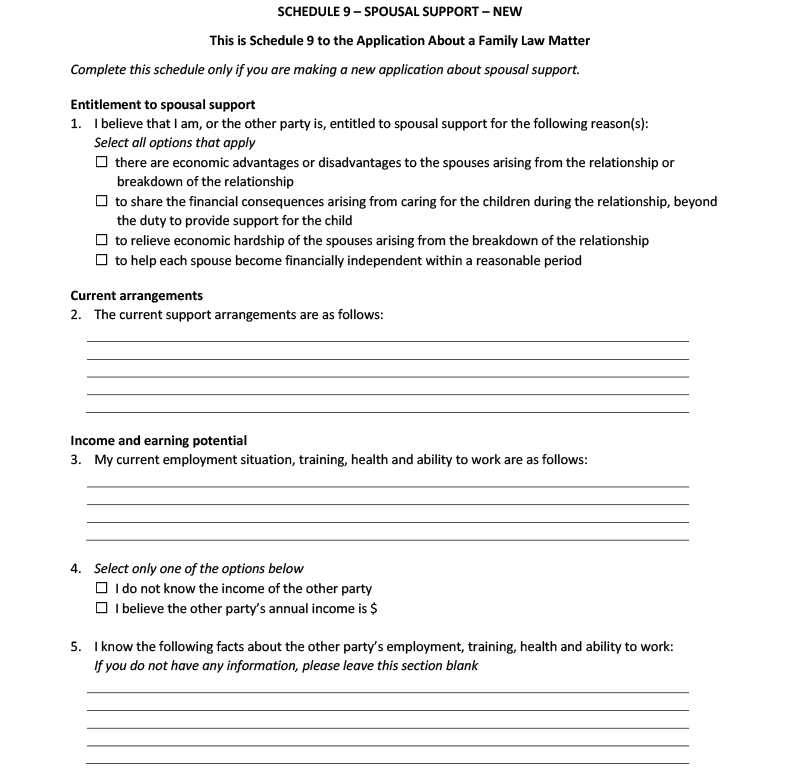 SCHEDULE 9 – SPOUSAL SUPPORT – NEW
This is Schedule 9 to the Application About a Family Law Matter
Complete this schedule only if you are making a new application about spousal support.
Entitlement to spousal support
1. I believe that I am, or the other party is, entitled to spousal support for the following reason(s):
Select all options that apply
☐ there are economic advantages or disadvantages to the spouses arising from the relationship or
breakdown of the relationship
☐ to share the financial consequences arising from caring for the children during the relationship, beyond
the duty to provide support for the child
☐ to relieve economic hardship of the spouses arising from the breakdown of the relationship
☐ to help each spouse become financially independent within a reasonable period
Current arrangements
2. The current support arrangements are as follows:
Income and earning potential
3. My current employment situation, training, health and ability to work are as follows:
4. Select only one of the options below
☐ I do not know the income of the other party
☐ I believe the other party's annual income is $
5. I know the following facts about the other party's employment, training, health and ability to work:
If you do not have any information, please leave this section blank